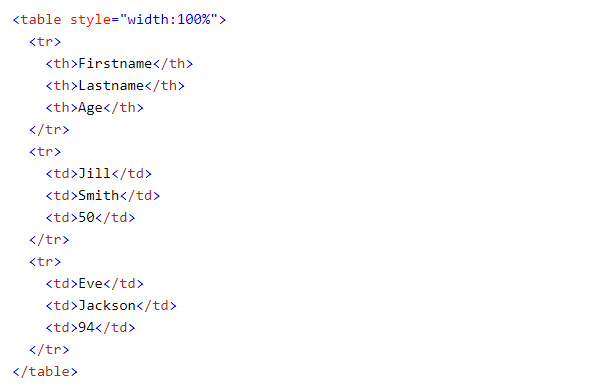 <table style="width:100%">
  <tr>
    <th>Firstname</th>
    <th>Lastname</th>
    <th>Age</th>
  </tr>
  <tr>
    <td>Jill</td>
    <td>Smith</td>
    <td>50</td>
  </tr>
  <tr>
    <td>Eve</td>
    <td>Jackson</td>
    <td>94</td>
  </tr>
</table>